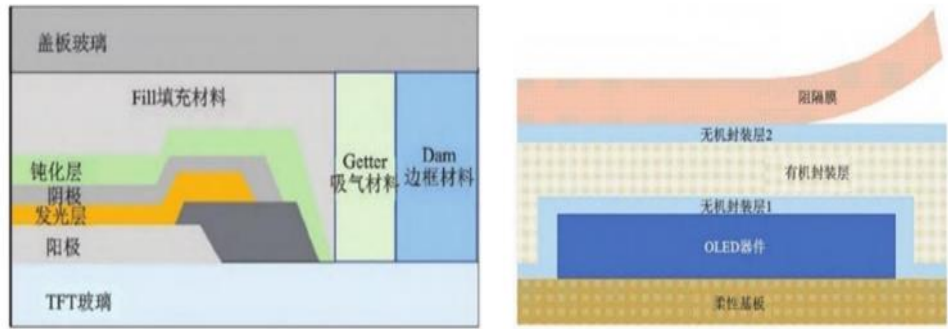 盖板玻璃
Fill填充材料
钝化层
阴极
发光层
阳极
Getter
吸气材料
Dam
边框材料
TFT玻璃
阻隔膜
无机封装层2
有机封装层
无机封装层1
OLED器件
柔性基板